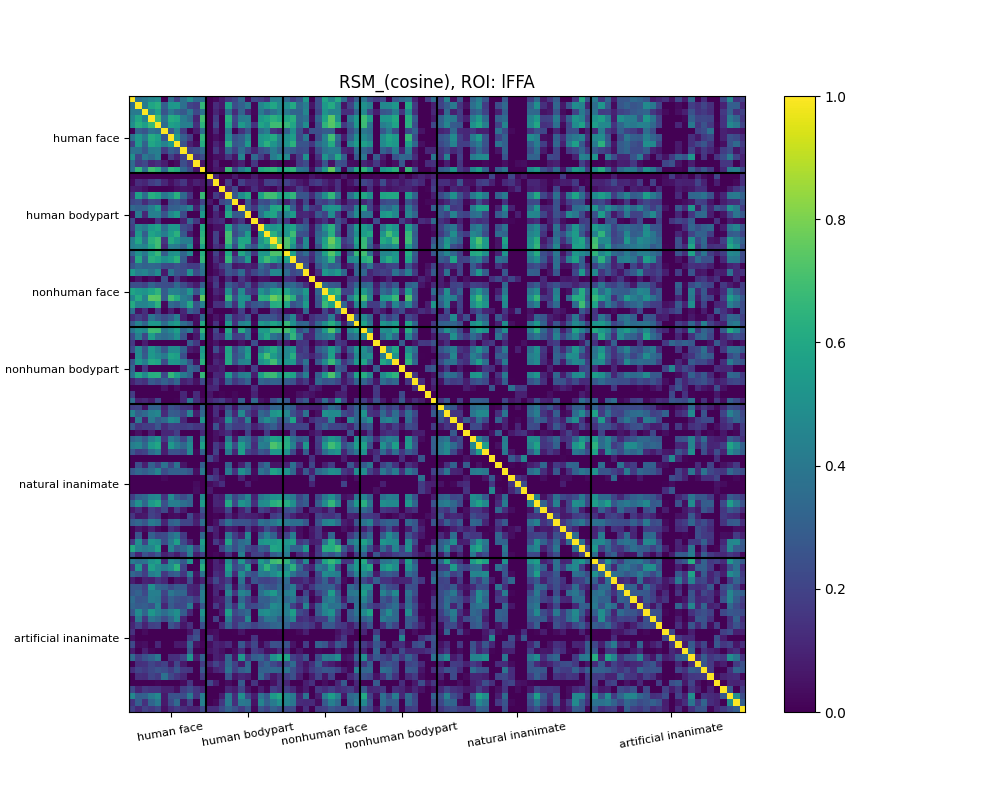 RSM_(cosine), ROI: lFFA
human face
human bodypart
nonhuman face
nonhuman bodypart
natural inanimate
artificial inanimate
human face
human bodypart
nonhuman face
nonhuman bodypart
natural inanimate
artificial inanimate
1.0
0.8
0.6
0.4
0.2
0.0